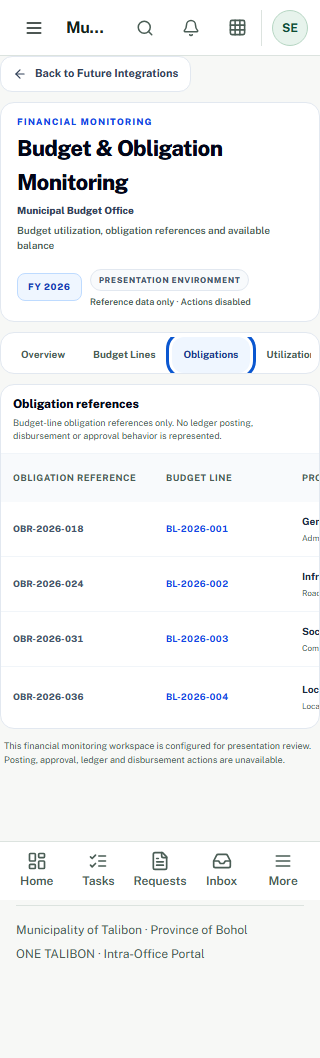 Mu...
SE
Back to Future Integrations
FINANCIAL MONITORING
Budget & Obligation
Monitoring
Municipal Budget Office
Budget utilization, obligation references and available
balance
FY 2026
PRESENTATION ENVIRONMENT
Reference data only · Actions disabled
Overview Budget Lines Obligations Utilization
Obligation references
Budget-line obligation references only. No ledger posting,
disbursement or approval behavior is represented.
OBLIGATION REFERENCE BUDGET LINE PRO
OBR-2026-018 BL-2026-001 Gen
Adm
OBR-2026-024 BL-2026-002 Infr
Road
OBR-2026-031 BL-2026-003 Soc
Com
OBR-2026-036 BL-2026-004 Loc
Loca
This financial monitoring workspace is configured for presentation review.
Posting, approval, ledger and disbursement actions are unavailable.
Home Tasks Requests Inbox More
Municipality of Talibon · Province of Bohol
ONE TALIBON · Intra-Office Portal